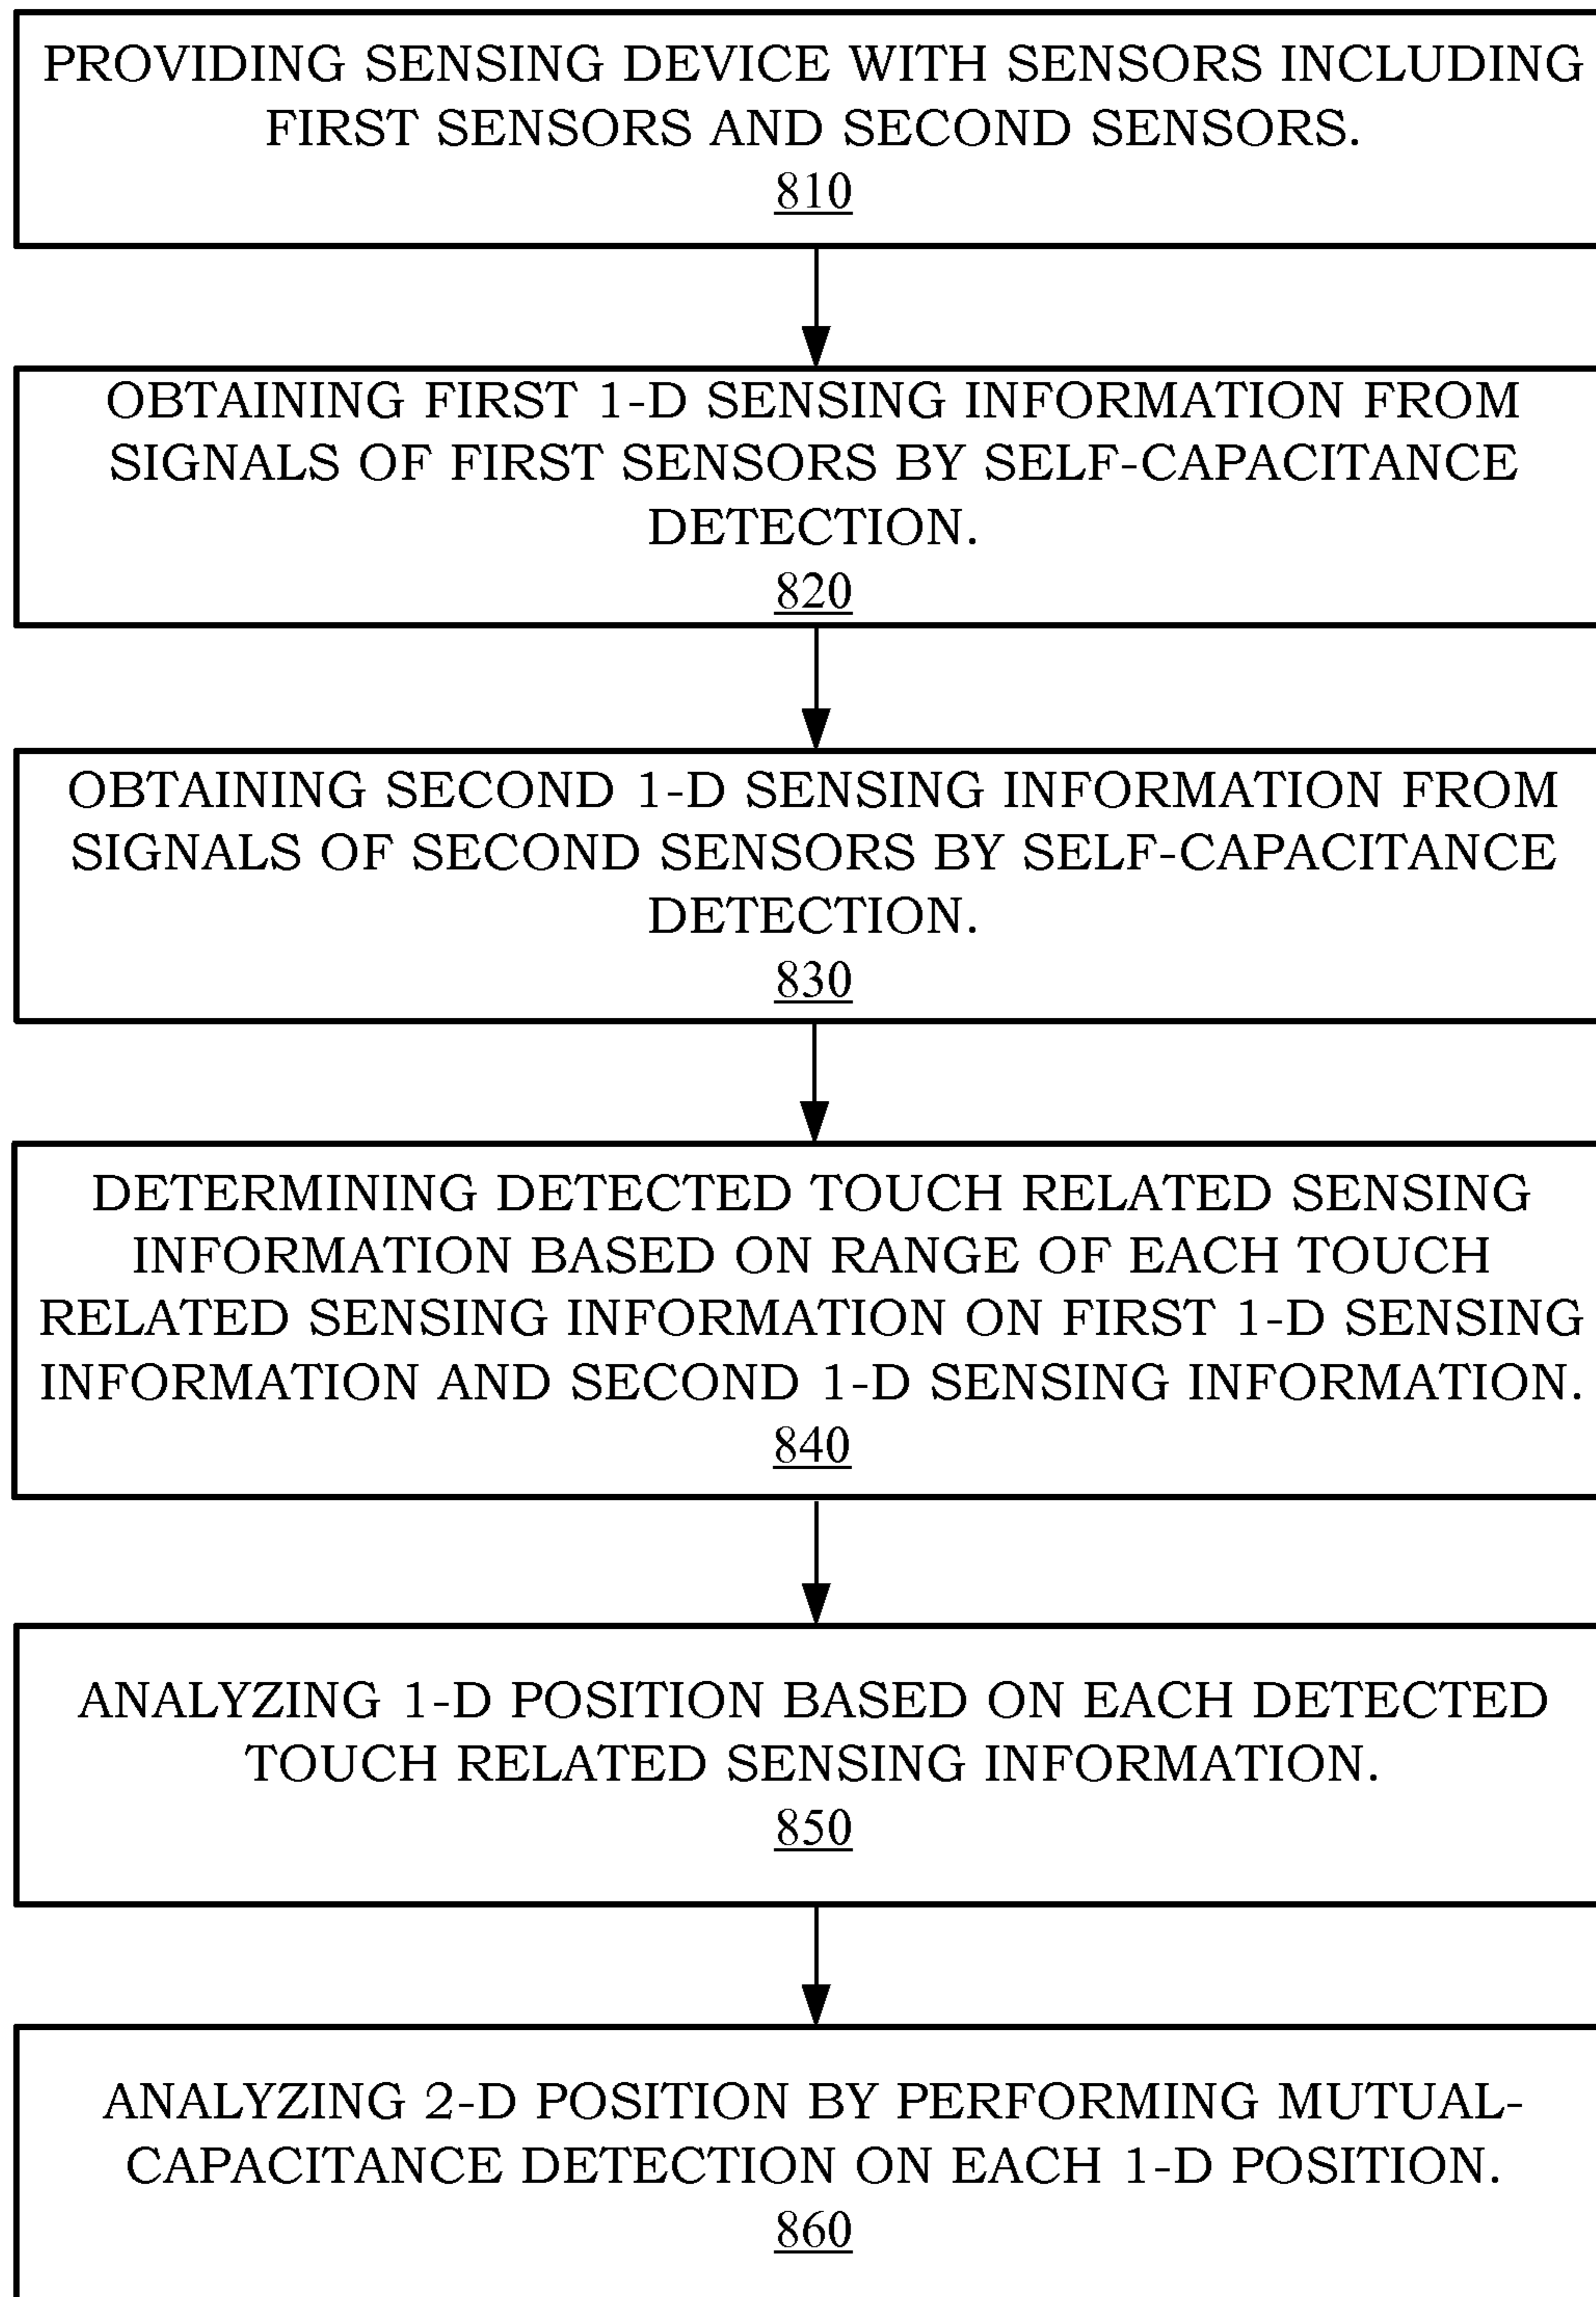 PROVIDING SENSING DEVICE WITH SENSORS INCLUDING
FIRST SENSORS AND SECOND SENSORS.
810
OBTAINING FIRST 1-D SENSING INFORMATION FROM
SIGNALS OF FIRST SENSORS BY SELF-CAPACITANCE
DETECTION.
820
OBTAINING SECOND 1-D SENSING INFORMATION FROM
SIGNALS OF SECOND SENSORS BY SELF-CAPACITANCE
DETECTION.
830
DETERMINING DETECTED TOUCH RELATED SENSING
INFORMATION BASED ON RANGE OF EACH TOUCH
RELATED SENSING INFORMATION ON FIRST 1-D SENSING
INFORMATION AND SECOND 1-D SENSING INFORMATION.
840
ANALYZING 1-D POSITION BASED ON EACH DETECTED
TOUCH RELATED SENSING INFORMATION.
850
ANALYZING 2-D POSITION BY PERFORMING MUTUAL-
CAPACITANCE DETECTION ON EACH 1-D POSITION.
860